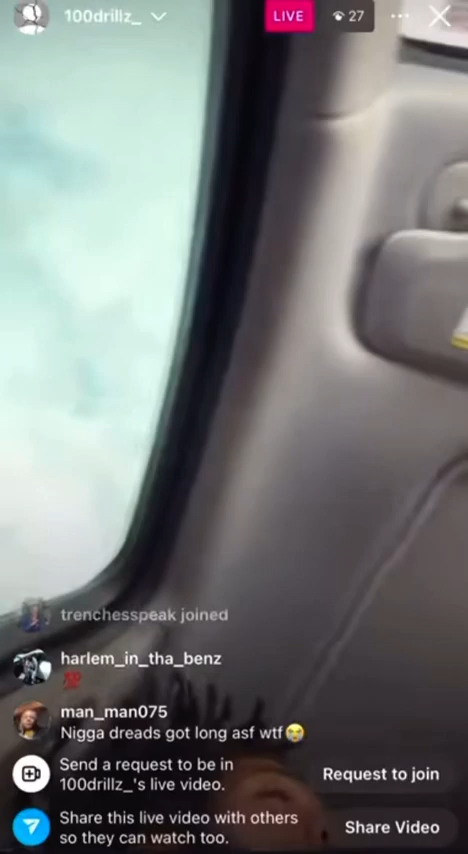 100drillz_
LIVE
27
trenchesspeak joined
harlem_in_tha_benz
💯
man_man075
Nigga dreads got long asf wtf😭
Send a request to be in
100drillz_'s live video.
Request to join
Share this live video with others
so they can watch too.
Share Video